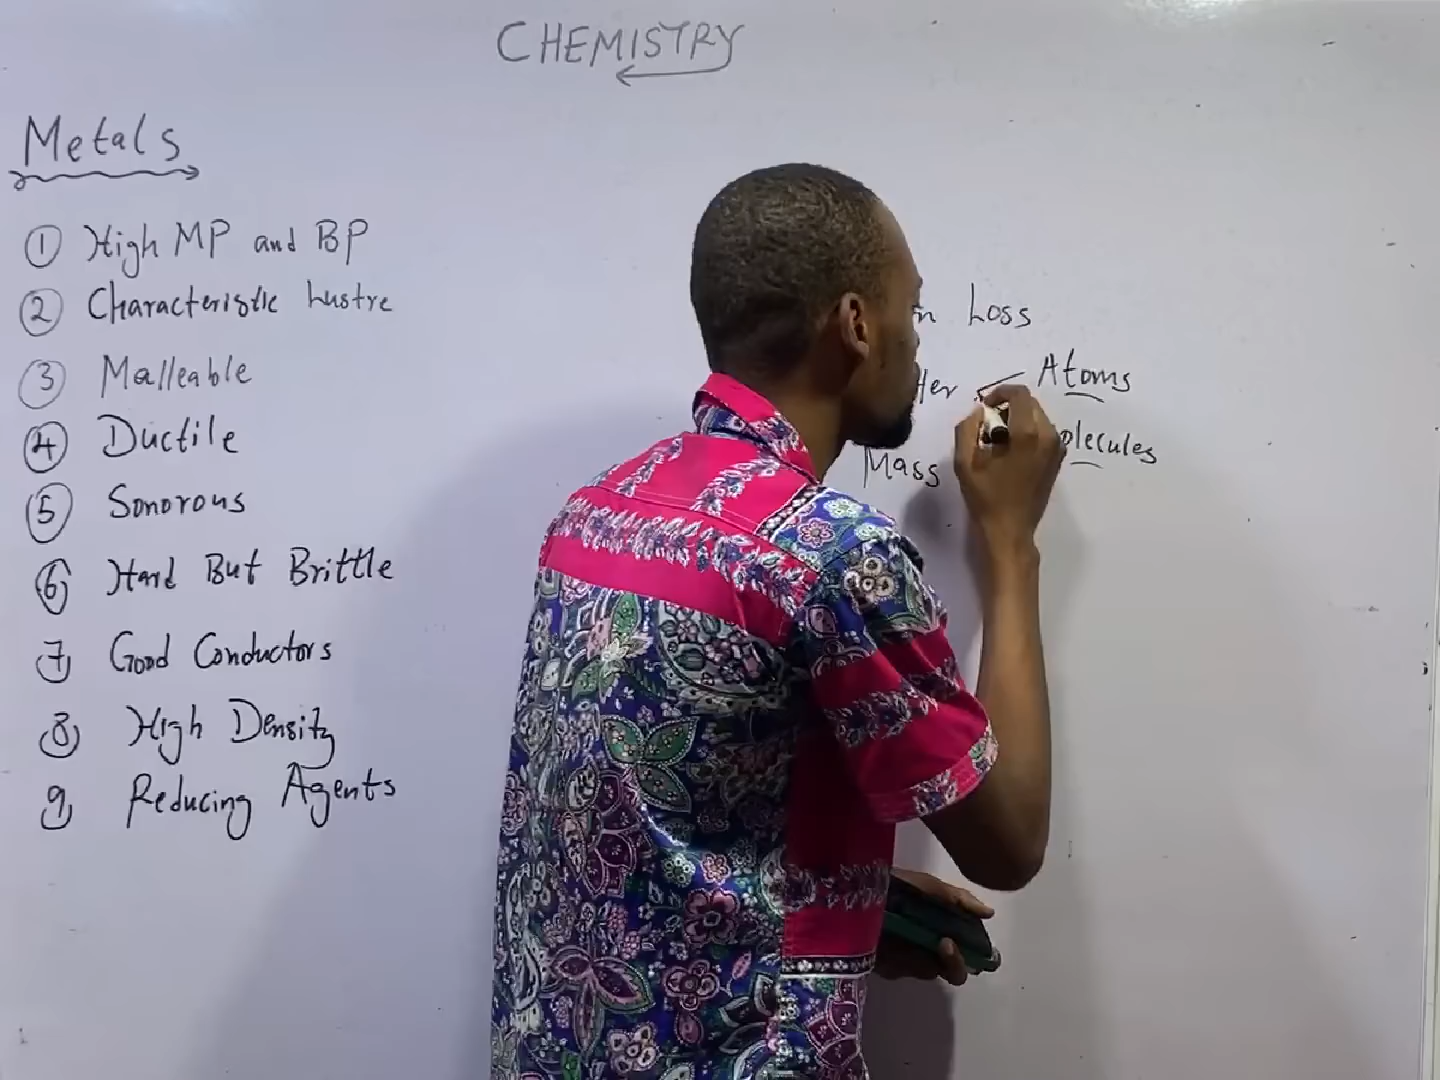 CHEMISTRY
Metals
1 High MP and BP
2 Characteristic Lustre
3 Malleable
4 Ductile
5 Sonorous
6 Hard But Brittle
7 Good Conductors
8 High Density
9 Reducing Agents
Loss
Atoms
Mass